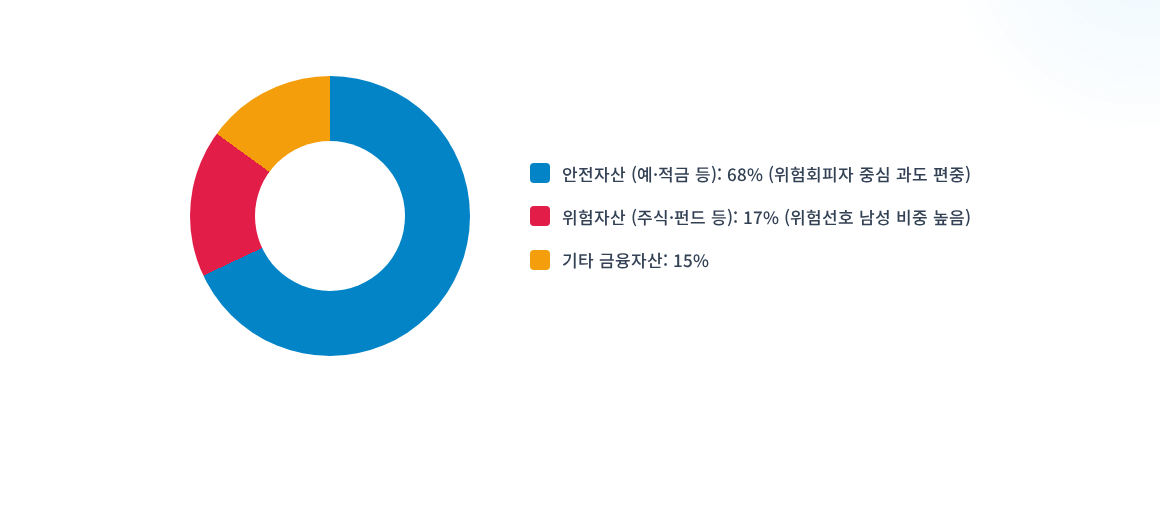 안전자산 (예·적금 등): 68% (위험회피자 중심 과도 편중)
위험자산 (주식·펀드 등): 17% (위험선호 남성 비중 높음)
기타 금융자산: 15%